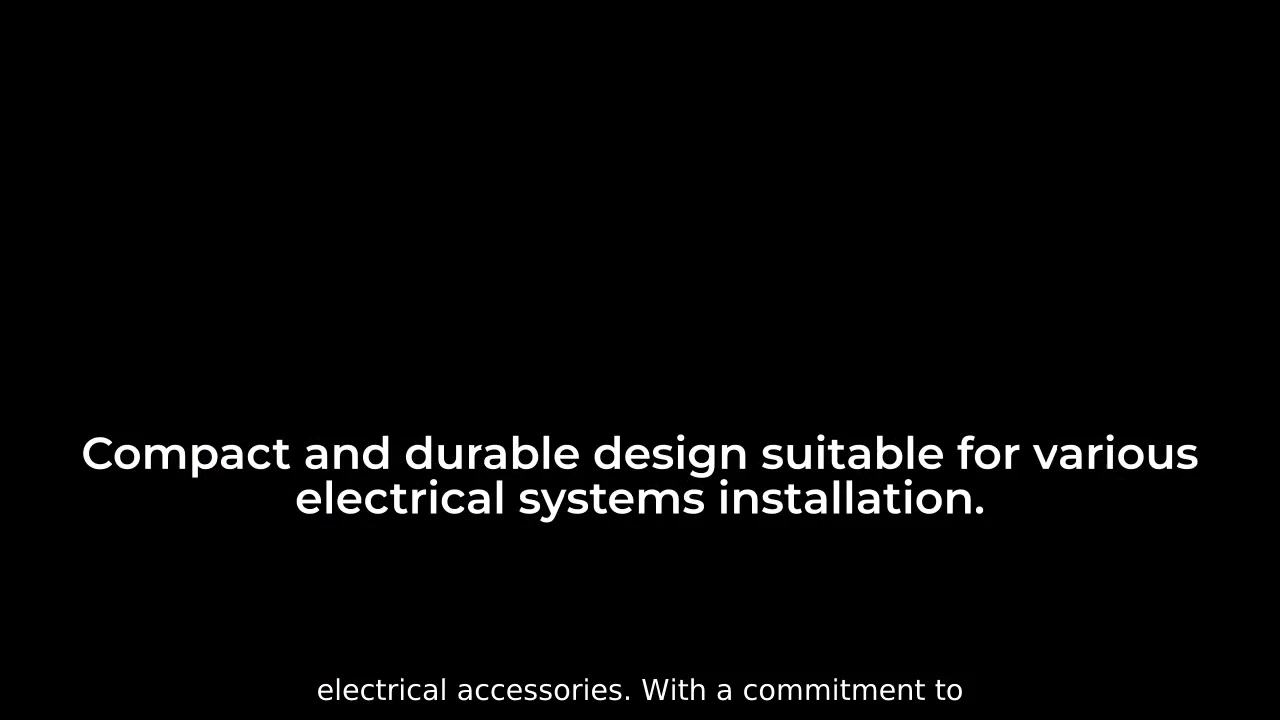 Compact and durable design suitable for various
electrical systems installation.
electrical accessories. With a commitment to